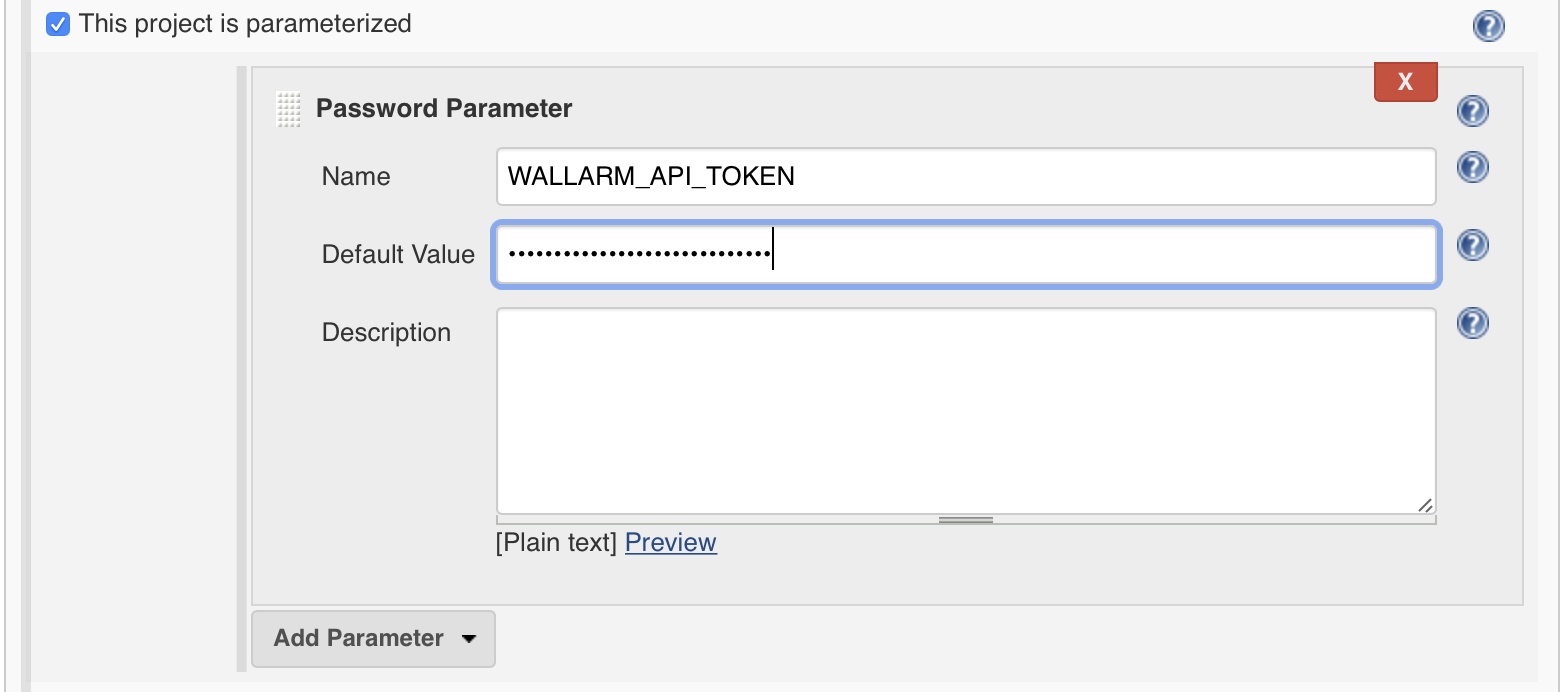 This project is parameterized
?
X
Password Parameter
?
Name WALLARM_API_TOKEN
?
Default Value •••••••••••••••••••••••••••••
?
Description
?
[Plain text] Preview
Add Parameter